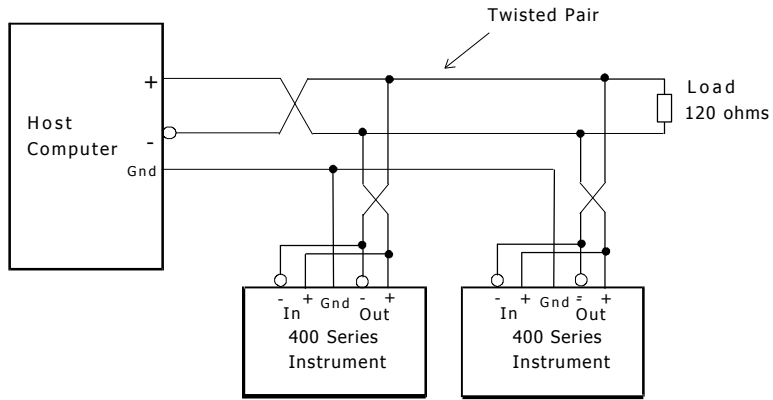 Twisted Pair
+
Load
120 ohms
Host
Computer
-
Gnd
- + Gnd - +
In Out
400 Series
Instrument
- + Gnd - +
In Out
400 Series
Instrument